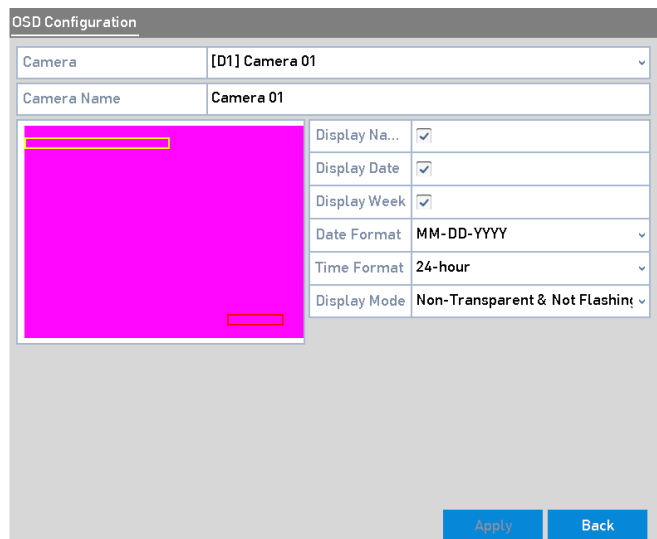 OSD Configuration
Camera [D1] Camera 01
Camera Name Camera 01
Display Na...
Display Date
Display Week
Date Format MM-DD-YYYY
Time Format 24-hour
Display Mode Non-Transparent & Not Flashing
Apply Back